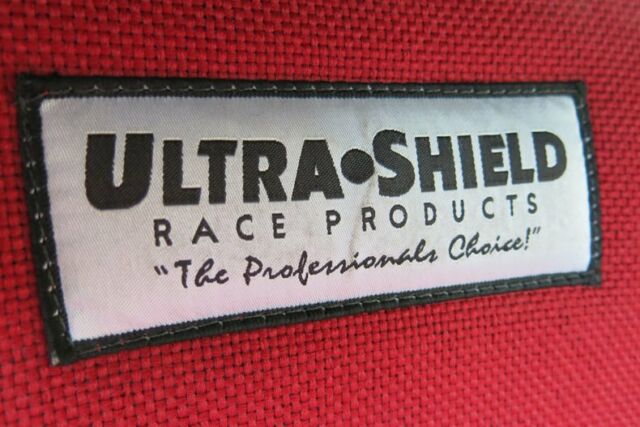 ULTRA•SHIELD
RACE PRODUCTS
"The Professionals Choice!"